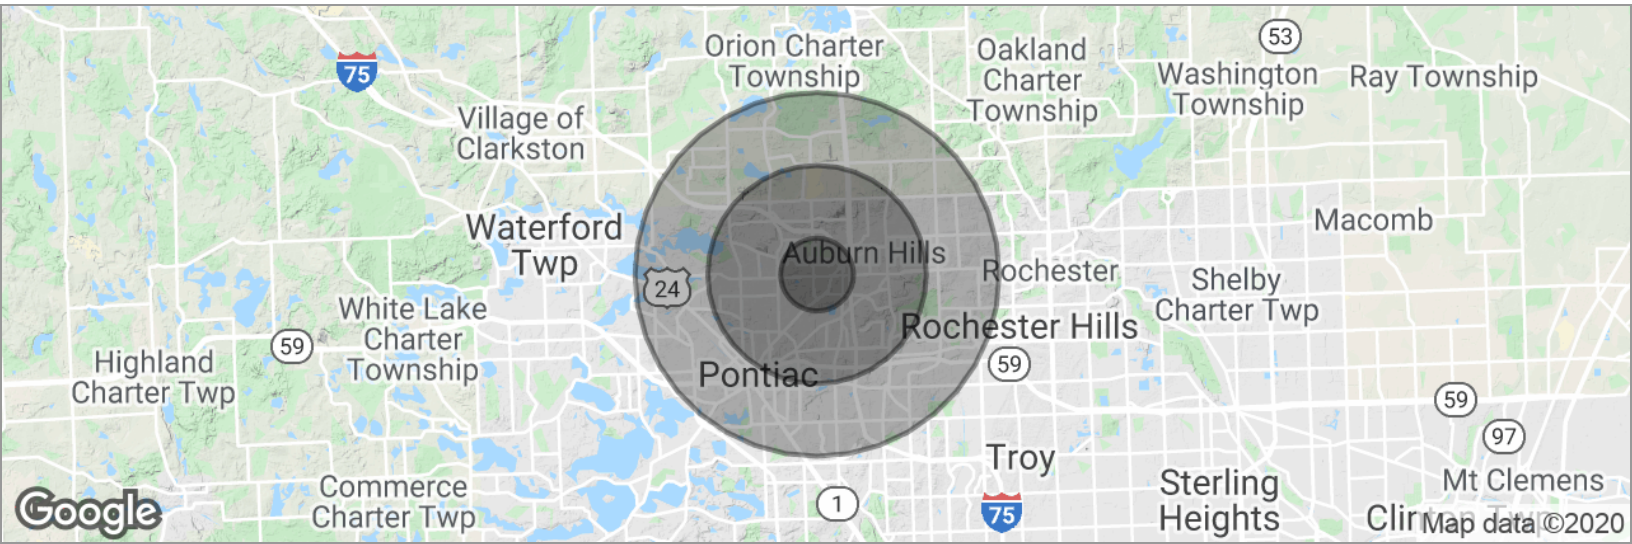 Orion Charter
Township
Oakland
Charter
Township
53
Washington
Township
Ray Township
75
Village of
Clarkston
Waterford
Twp
Auburn Hills
Macomb
24
Rochester
Shelby
Charter Twp
White Lake
Charter
Township
59
Rochester Hills
59
Highland
Charter Twp
Pontiac
59
97
Troy
Mt Clemens
Commerce
Charter Twp
1
75
Sterling
Heights
Google
Map data ©2020